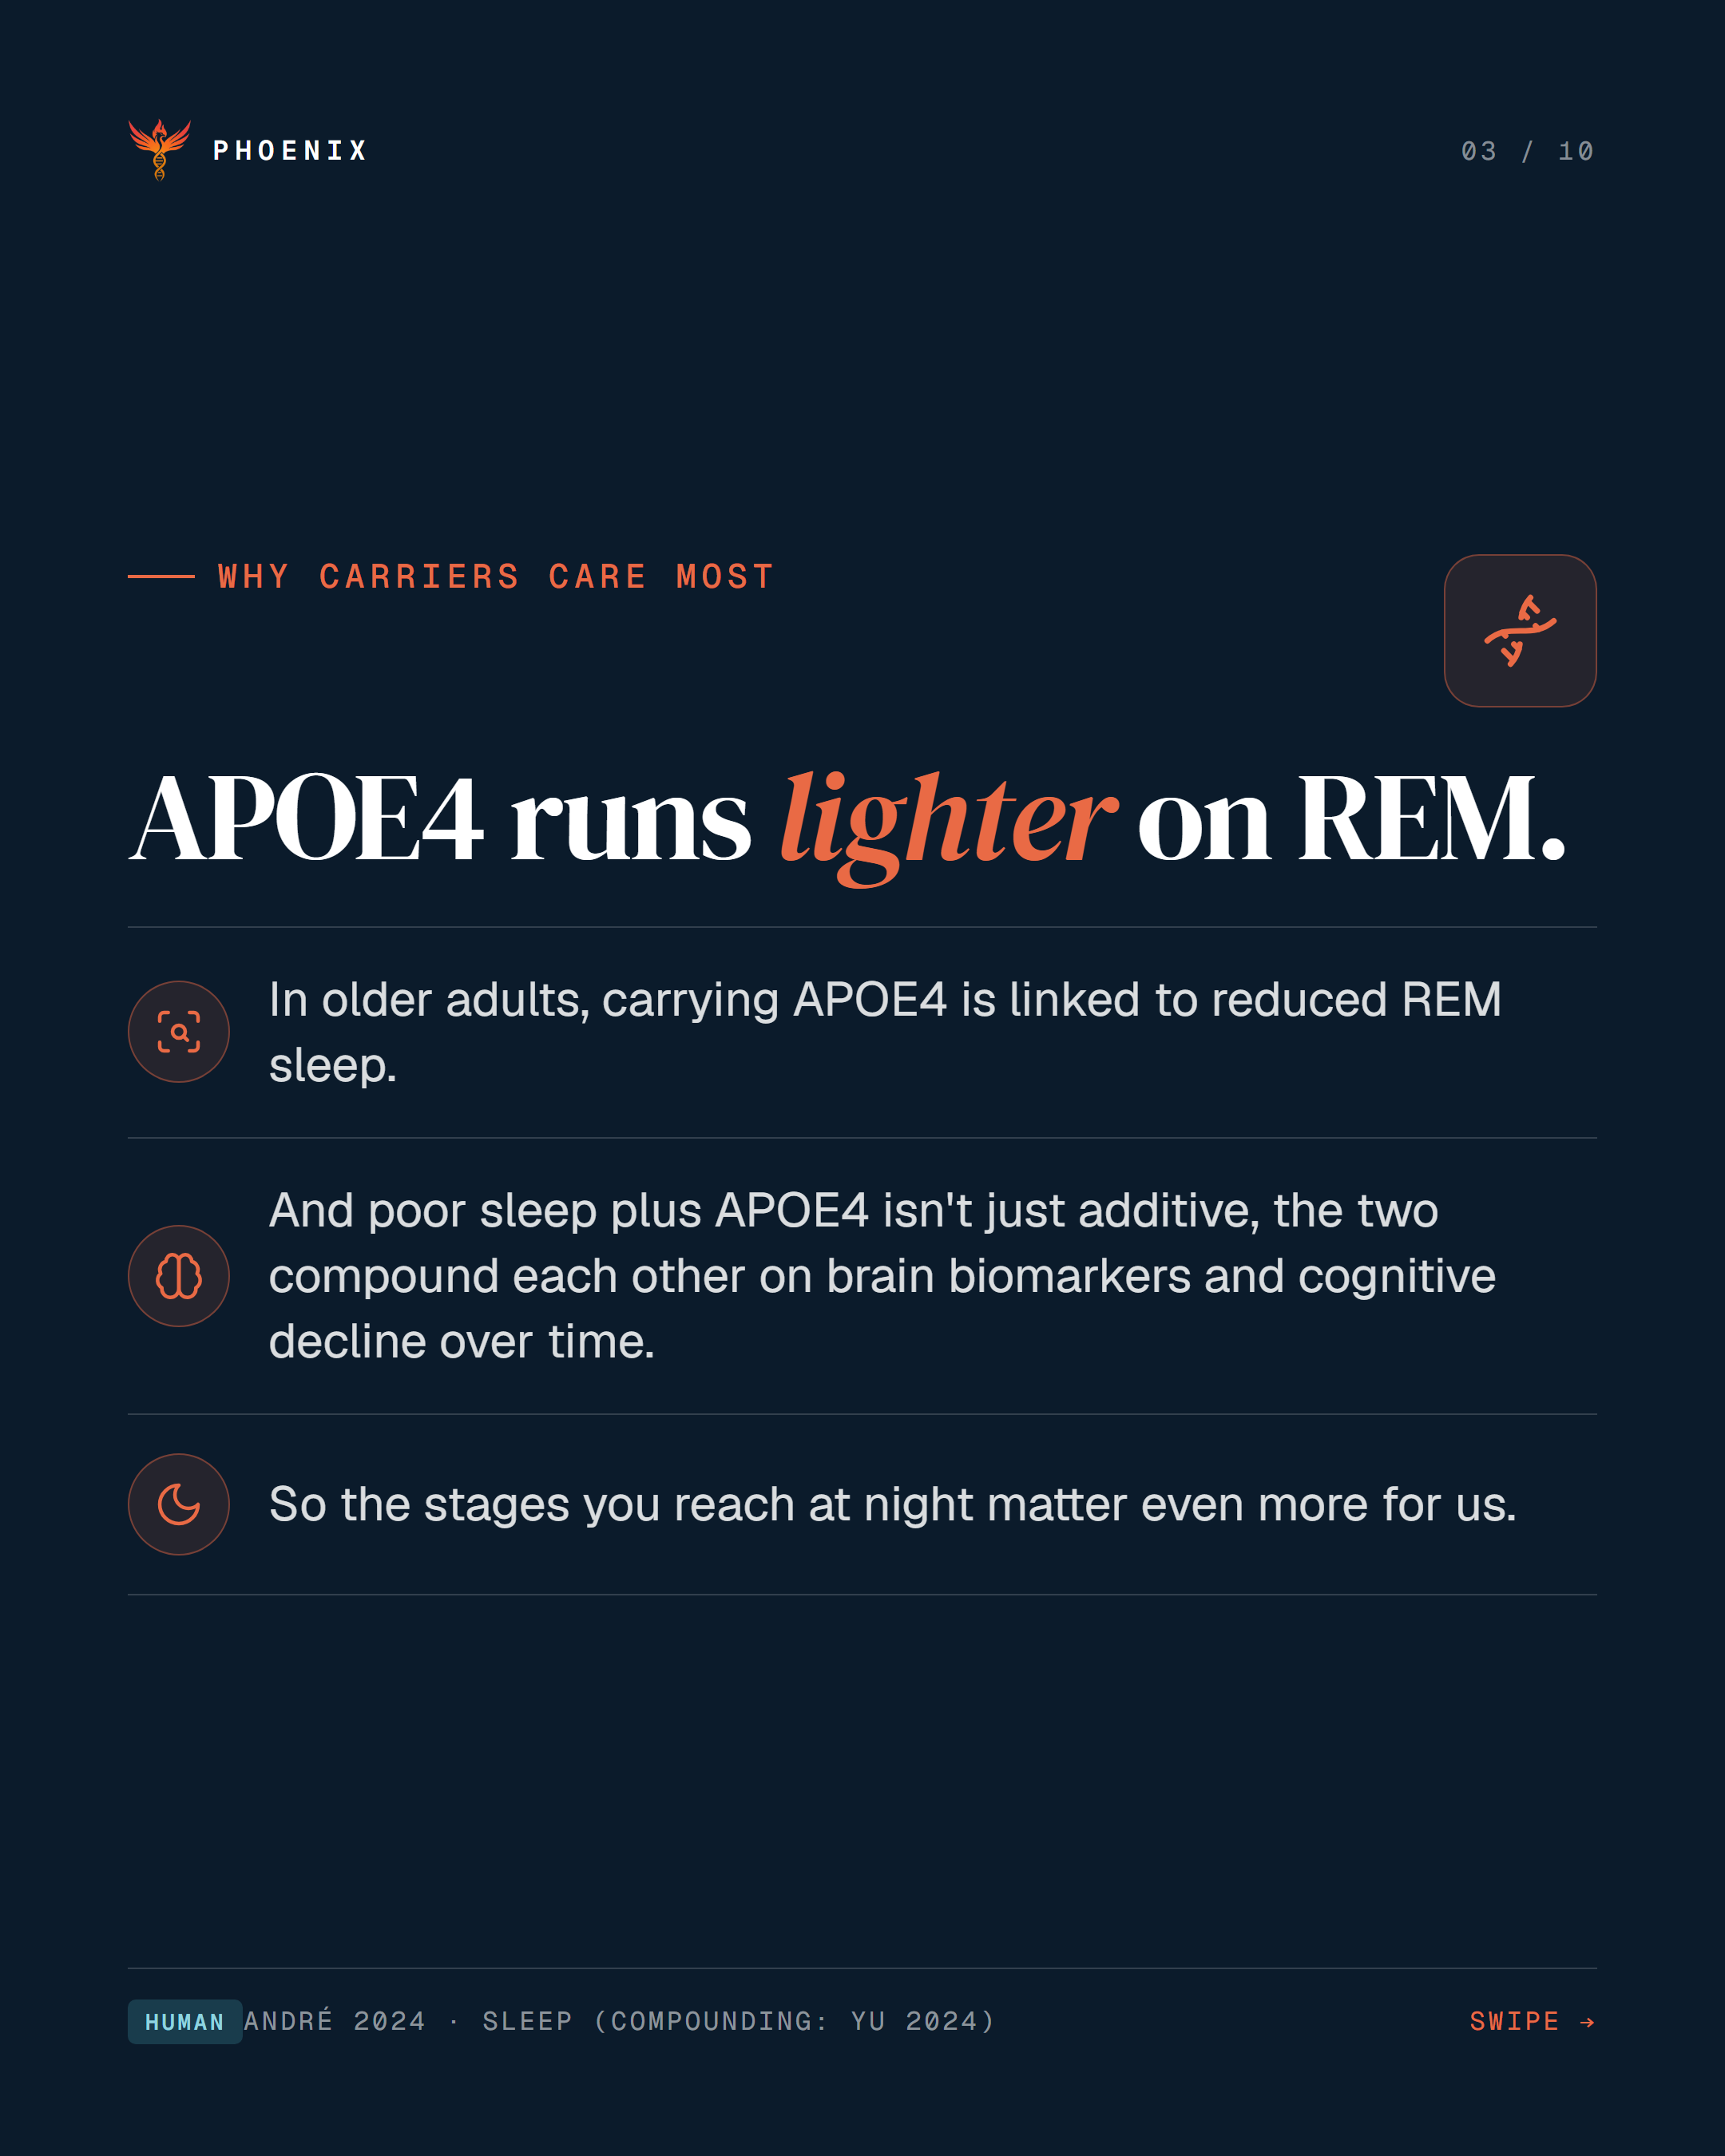 PHOENIX
03 / 10
WHY CARRIERS CARE MOST
APOE4 runs lighter on REM.
In older adults, carrying APOE4 is linked to reduced REM
sleep.
And poor sleep plus APOE4 isn't just additive, the two
compound each other on brain biomarkers and cognitive
decline over time.
So the stages you reach at night matter even more for us.
HUMAN ANDRÉ 2024 · SLEEP (COMPOUNDING: YU 2024)
SWIPE →